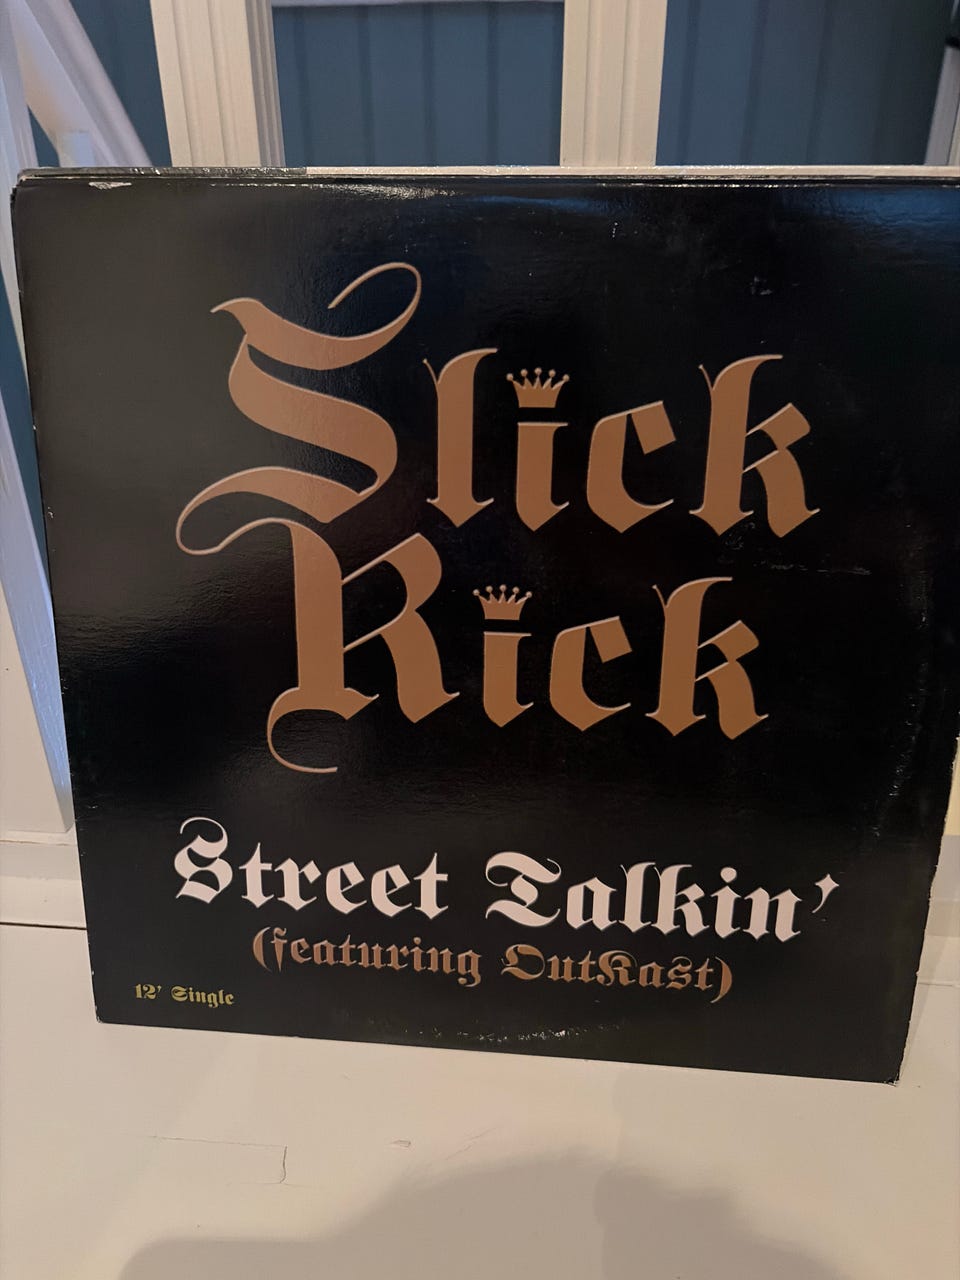 Slick
Rick
Street Talkin'
(featuring OutKast)
12' Single